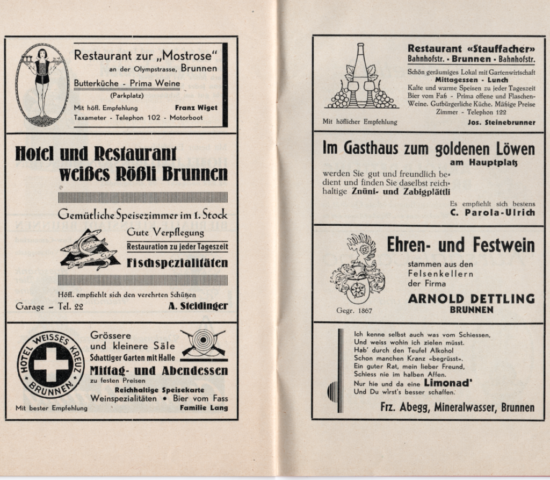 Restaurant zur „Mostrose"
an der Olympstrasse, Brunnen
Butterküche - Prima Weine
(Parkplatz)
Mit höfl. Empfehlung Franz Wiget
Taxameter - Telephon 102 - Motorboot
Hotel und Restaurant
weißes Rößli Brunnen
Gemütliche Speisezimmer im 1. Stock
Gute Verpflegung
Restauration zu jeder Tageszeit
Fischspezialitäten
Höfl. empfiehlt sich den verehrten Schützen
Garage - Tel. 22 A. Steidinger
HOTEL WEISSES KREUZ
BRUNNEN
Grössere
und kleinere Säle
Schattiger Garten mit Halle
Mittag- und Abendessen
zu festen Preisen
Reichhaltige Speisekarte
Weinspezialitäten • Bier vom Fass
Mit bester Empfehlung Familie Lang
Restaurant «Stauffacher»
Bahnhofstr. - Brunnen - Bahnhofstr.
Schön geräumiges Lokal mit Gartenwirtschaft
Mittagessen - Lunch
Kalte und warme Speisen zu jeder Tageszeit
Bier vom Faß - Prima offene und Flaschen-
Weine. Gutbürgerliche Küche. Mäßige Preise
Zimmer - Telephon 122
Mit höflicher Empfehlung Jos. Steinebrunner
Im Gasthaus zum goldenen Löwen
am Hauptplatz
werden Sie gut und freundlich be-
dient und finden Sie daselbst reich-
haltige Znüni- und Zabigplättli
Es empfiehlt sich bestens
C. Parola-Ulrich
Ehren- und Festwein
stammen aus den
Felsenkellern
der Firma
ARNOLD DETTLING
BRUNNEN
Gegr. 1867
Ich kenne selbst auch was vom Schiessen,
Und weiss wohin ich zielen müsst.
Hab' durch den Teufel Alkohol
Schon manchen Kranz «begrüsst».
Ein guter Rat, mein lieber Freund,
Schiess nie im halben Affen.
Nur hie und da eine Limonad'
Und Du wirst's besser schaffen.
Frz. Abegg, Mineralwasser, Brunnen